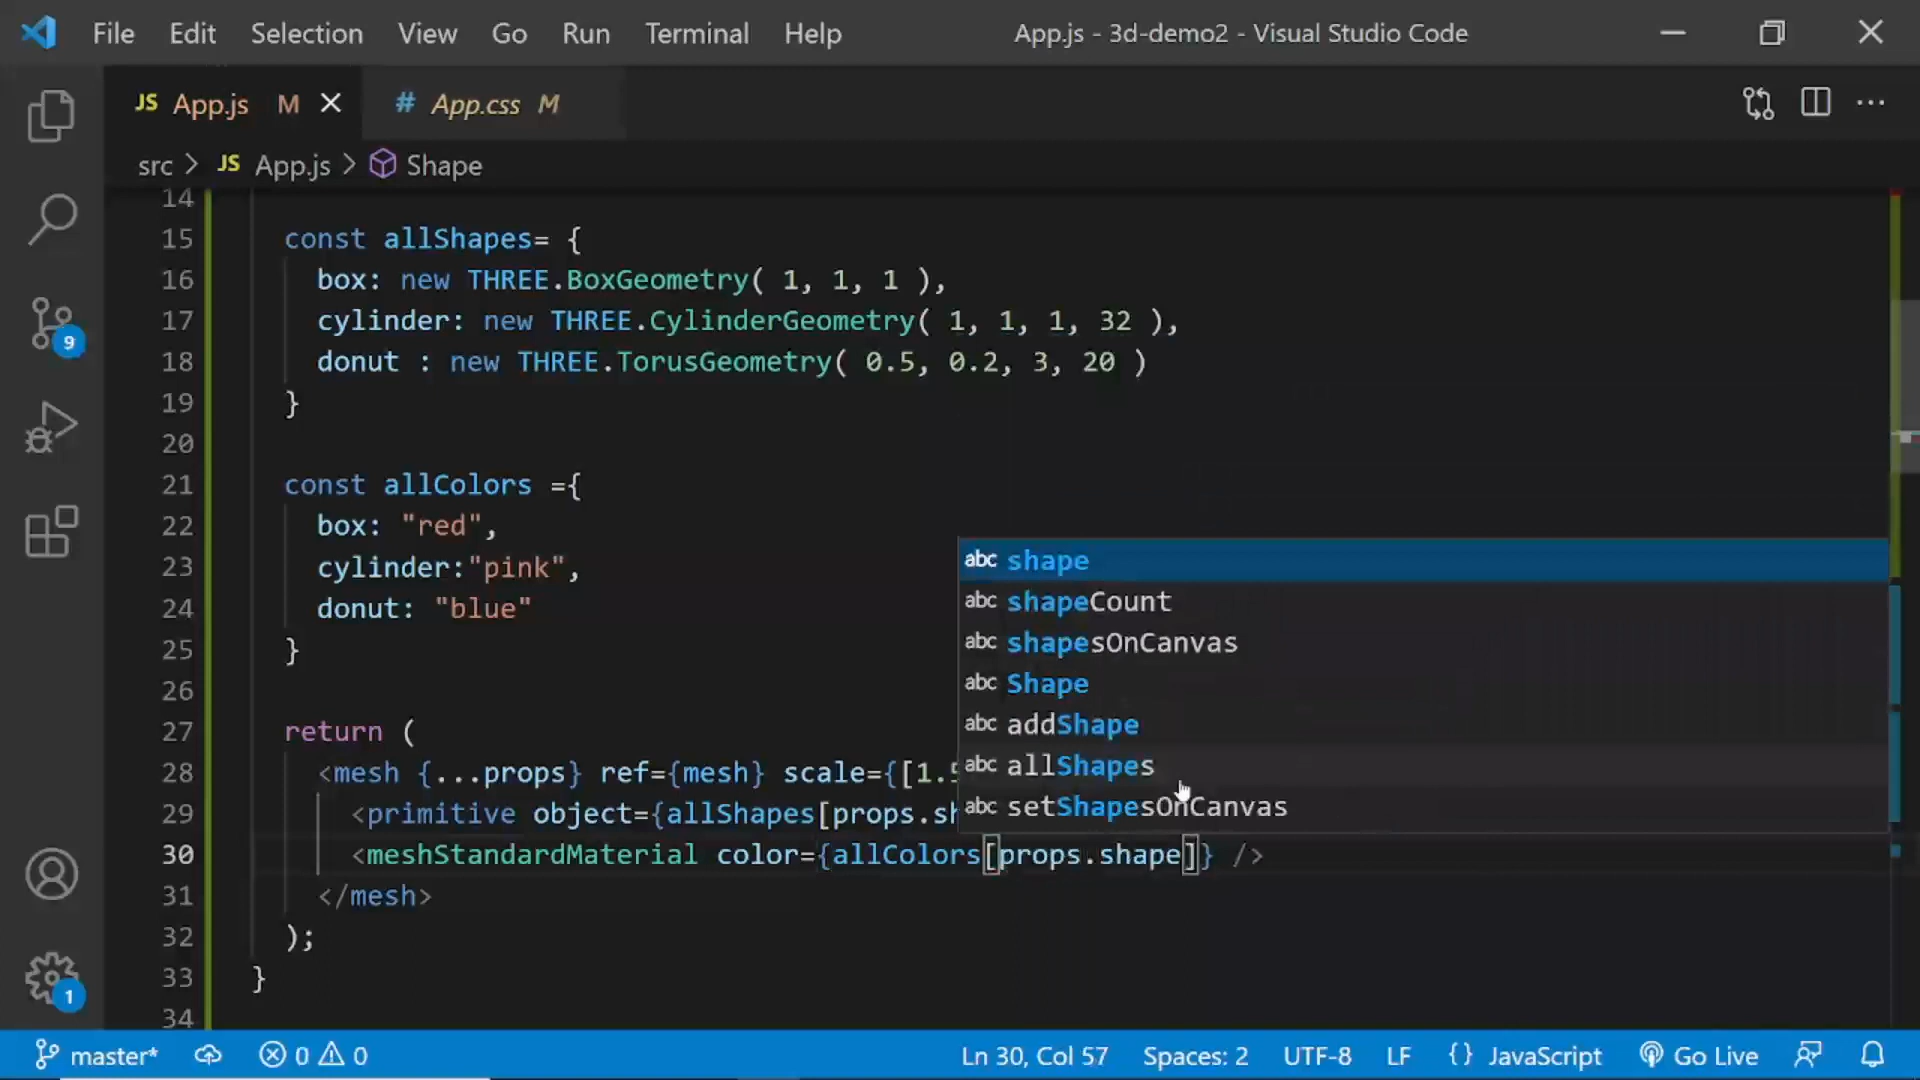 File Edit Selection View Go Run Terminal Help App.js - 3d-demo2 - Visual Studio Code
JS App.js M # App.css M
src > JS App.js > Shape
14
15 const allShapes= {
16 box: new THREE.BoxGeometry( 1, 1, 1 ),
17 cylinder: new THREE.CylinderGeometry( 1, 1, 1, 32 ),
18 donut : new THREE.TorusGeometry( 0.5, 0.2, 3, 20 )
19 }
20
21 const allColors ={
22 box: "red",
23 cylinder:"pink",
24 donut: "blue"
25 }
26
27 return (
28 <mesh {...props} ref={mesh} scale={[1.5
29 <primitive object={allShapes[props.sh
30 <meshStandardMaterial color={allColors[props.shape]} />
31 </mesh>
32 );
33 }
34
abc shape
abc shapeCount
abc shapesOnCanvas
abc Shape
abc addShape
abc allShapes
abc setShapesOnCanvas
9
1
master* 0 0 Ln 30, Col 57 Spaces: 2 UTF-8 LF {} JavaScript Go Live